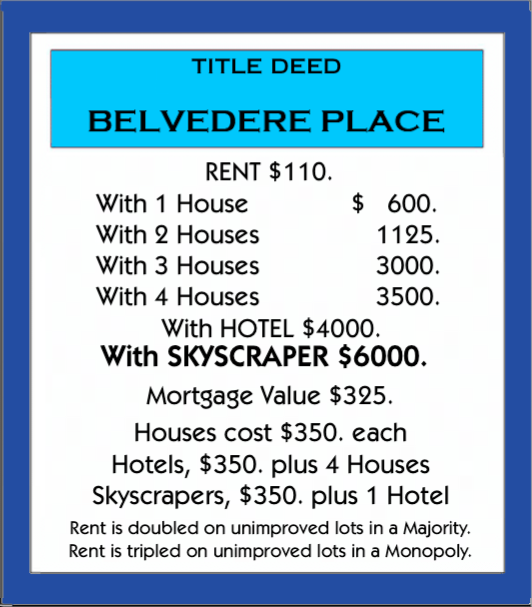 TITLE DEED
BELVEDERE PLACE
RENT $110.
With 1 House $ 600.
With 2 Houses 1125.
With 3 Houses 3000.
With 4 Houses 3500.
With HOTEL $4000.
With SKYSCRAPER $6000.
Mortgage Value $325.
Houses cost $350. each
Hotels, $350. plus 4 Houses
Skyscrapers, $350. plus 1 Hotel
Rent is doubled on unimproved lots in a Majority.
Rent is tripled on unimproved lots in a Monopoly.